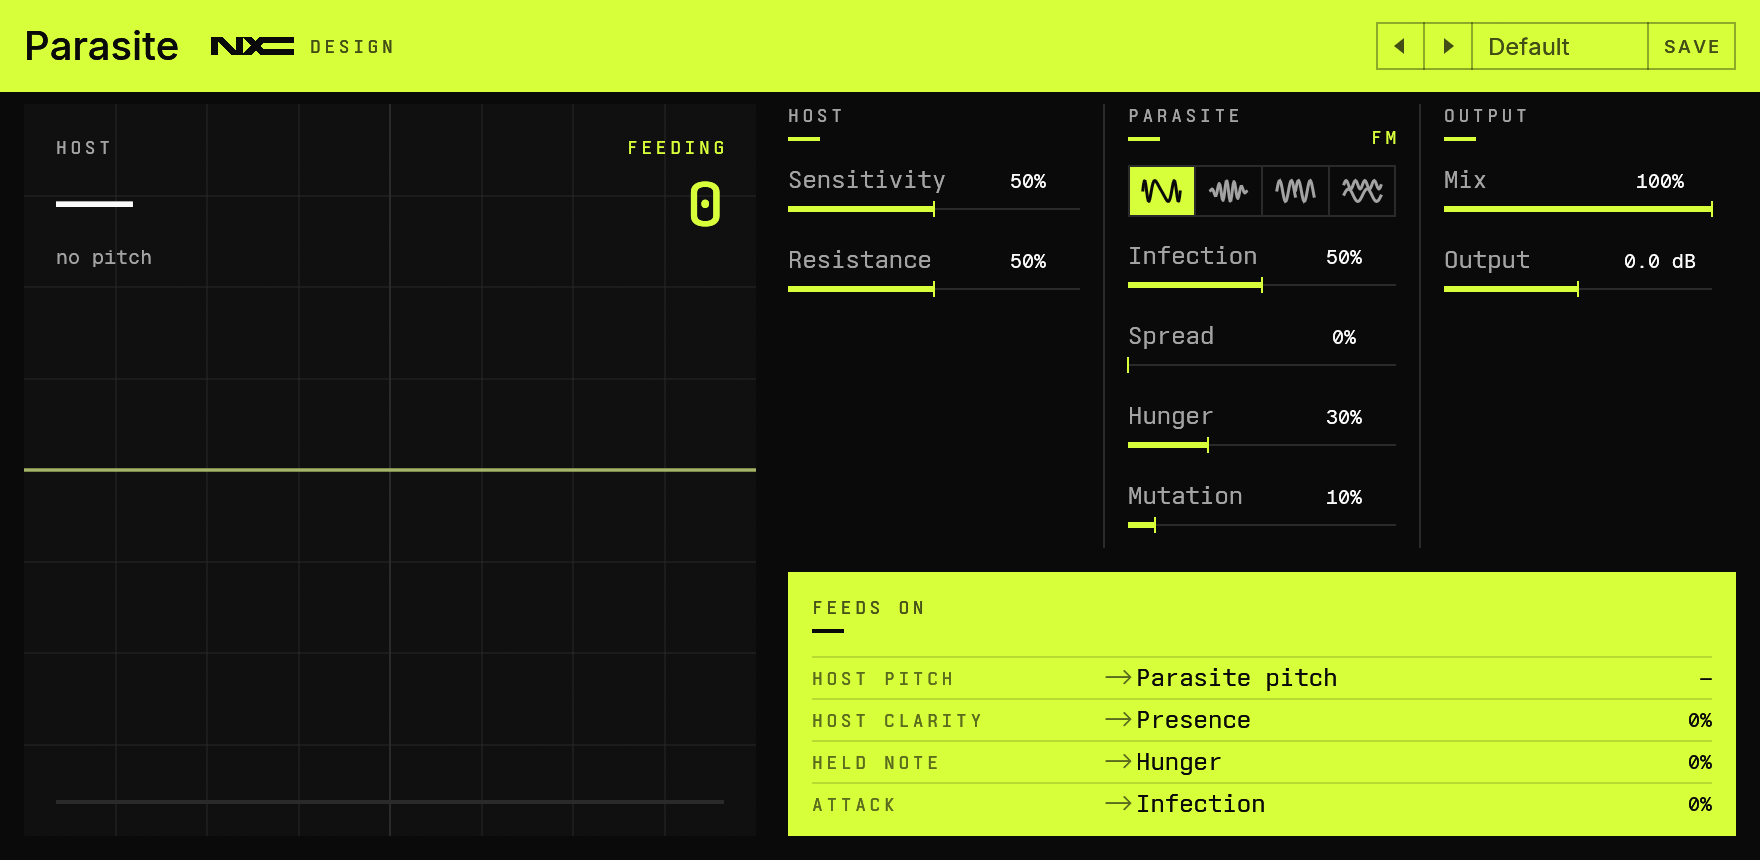 Parasite NXC DESIGN
Default SAVE
HOST FEEDING
0
no pitch
HOST
Sensitivity 50%
Resistance 50%
PARASITE
FM
Infection 50%
Spread 0%
Hunger 30%
Mutation 10%
OUTPUT
Mix 100%
Output 0.0 dB
FEEDS ON
HOST PITCH → Parasite pitch —
HOST CLARITY → Presence 0%
HELD NOTE → Hunger 0%
ATTACK → Infection 0%